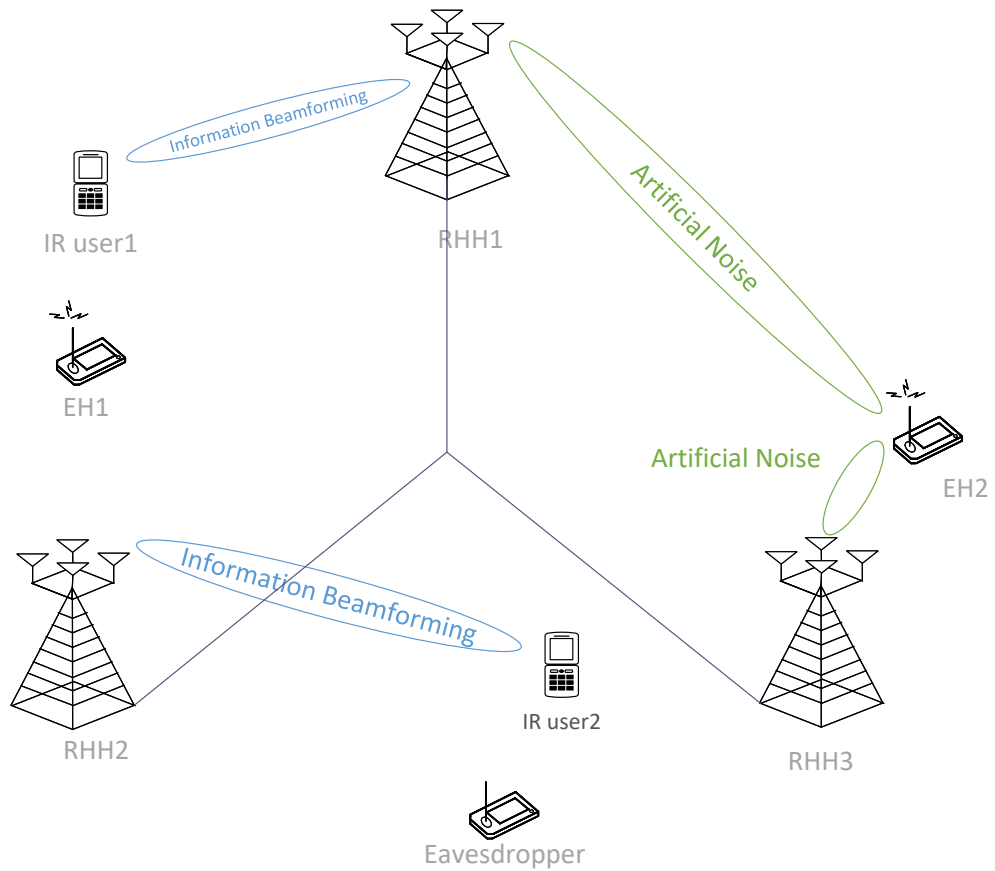 Information Beamforming
Artificial Noise
IR user1
RHH1
EH1
Artificial Noise
EH2
Information Beamforming
IR user2
RHH2
RHH3
Eavesdropper